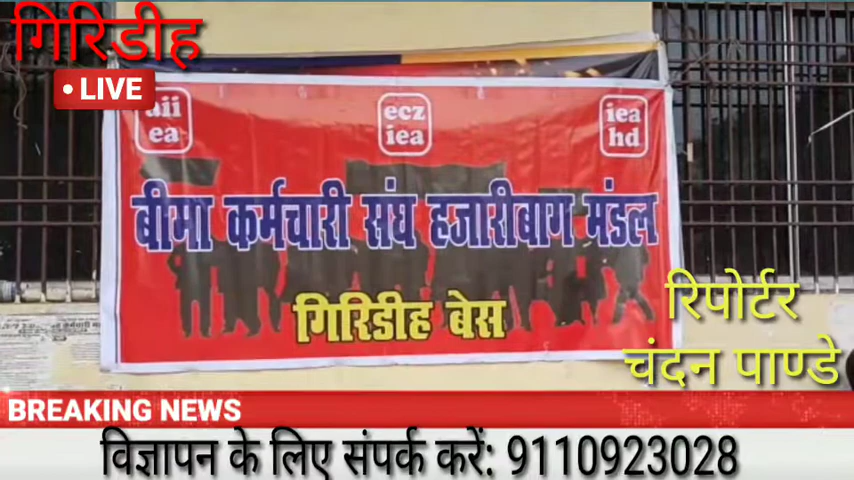 गिरिडीह
• LIVE
aii
ea
ecz
iea
iea
hd
बीमा कर्मचारी संघ हजारीबाग मंडल
गिरिडीह बेस
रिपोर्टर
चंदन पाण्डे
BREAKING NEWS
विज्ञापन के लिए संपर्क करें: 9110923028